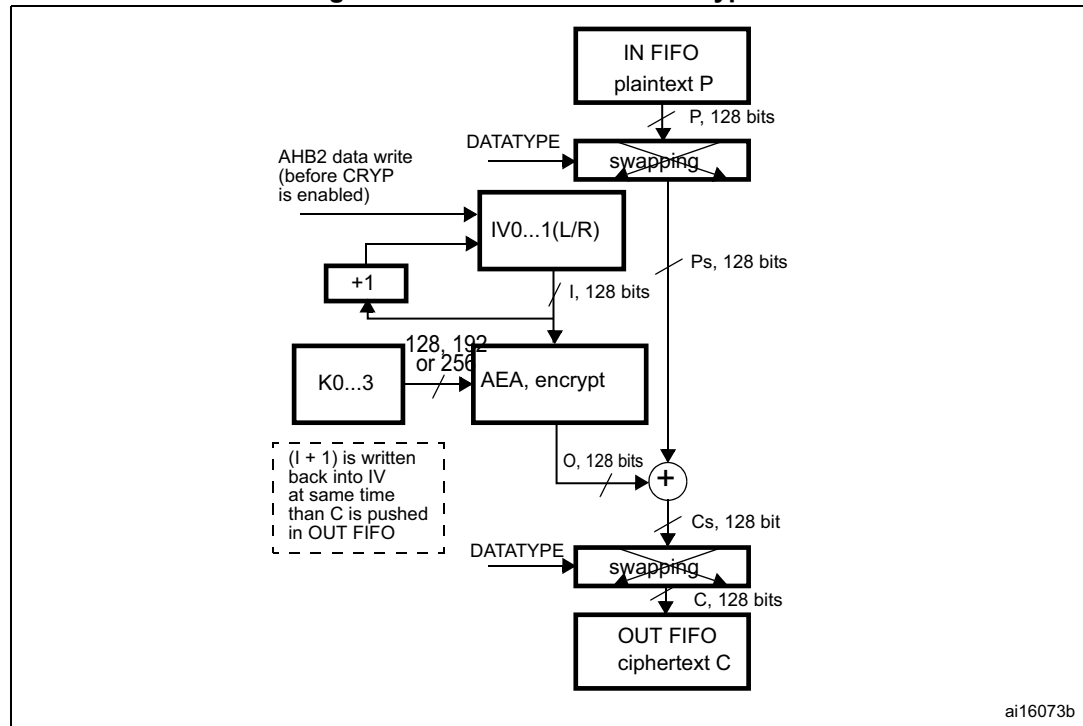 IN FIFO
plaintext P
P, 128 bits
DATATYPE
swapping
AHB2 data write
(before CRYP
is enabled)
IV0...1(L/R)
Ps, 128 bits
+1
I, 128 bits
128, 192
or 256
K0...3
AEA, encrypt
(I + 1) is written
back into IV
at same time
than C is pushed
in OUT FIFO
O, 128 bits
+
Cs, 128 bit
DATATYPE
swapping
C, 128 bits
OUT FIFO
ciphertext C
ai16073b